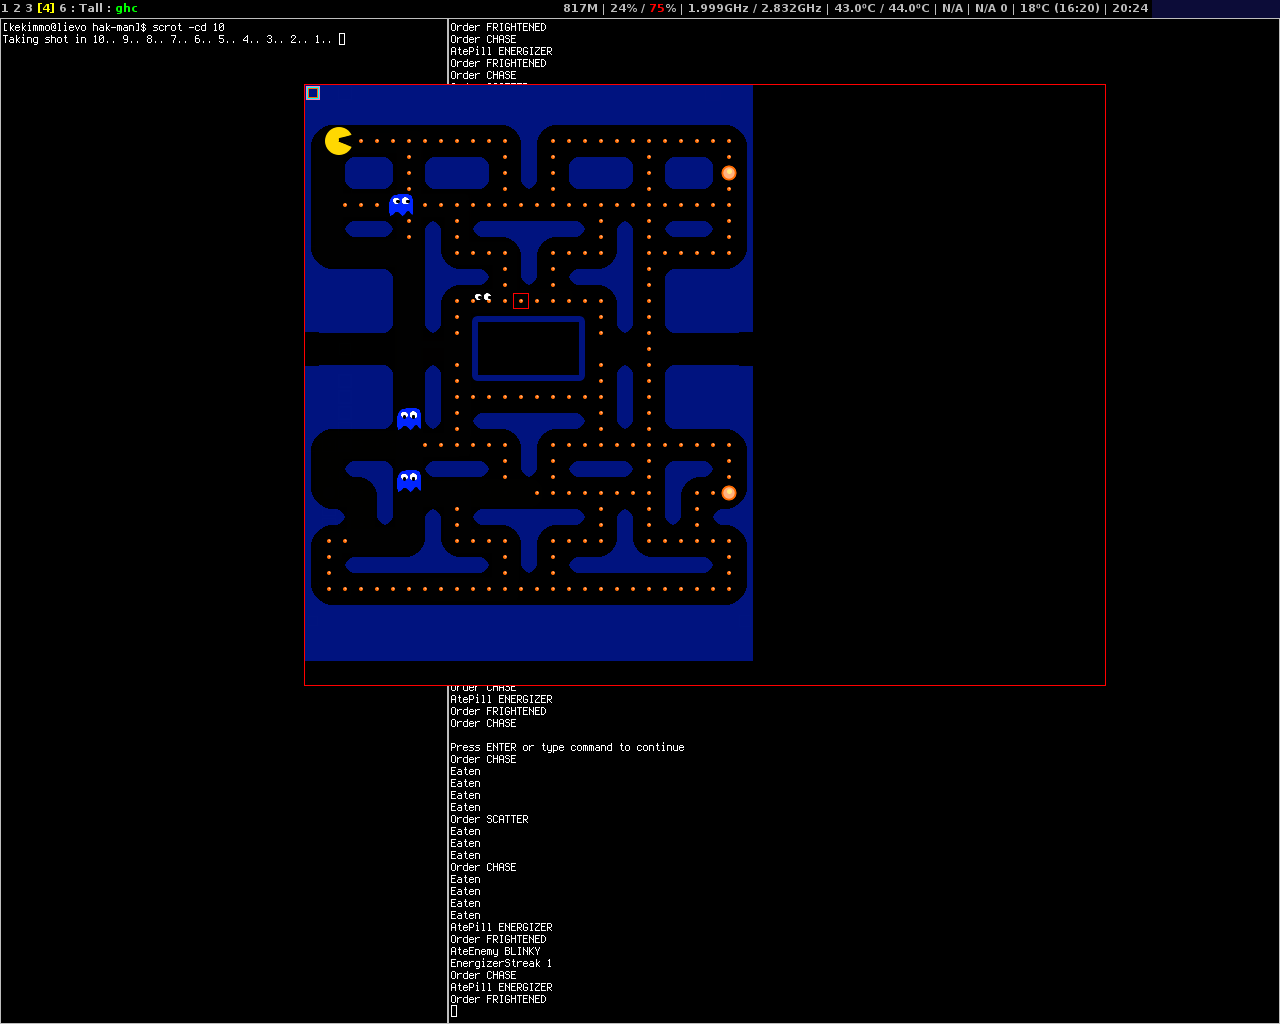 1 2 3 [4] 6 : Tall : ghc
817M | 24% / 75% | 1.999GHz / 2.832GHz | 43.0ºC / 44.0ºC | N/A | N/A 0 | 18ºC (16:20) | 20:24
[kekimmo@lievo hak-man]$ scrot -cd 10
Taking shot in 10.. 9.. 8.. 7.. 6.. 5.. 4.. 3.. 2.. 1..
Order FRIGHTENED
Order CHASE
AtePill ENERGIZER
Order FRIGHTENED
Order CHASE
Order CHASE
AtePill ENERGIZER
Order FRIGHTENED
Order CHASE
Press ENTER or type command to continue
Order CHASE
Eaten
Eaten
Eaten
Eaten
Order SCATTER
Eaten
Eaten
Eaten
Order CHASE
Eaten
Eaten
Eaten
Eaten
AtePill ENERGIZER
Order FRIGHTENED
AteEnemy BLINKY
EnergizerStreak 1
Order CHASE
AtePill ENERGIZER
Order FRIGHTENED